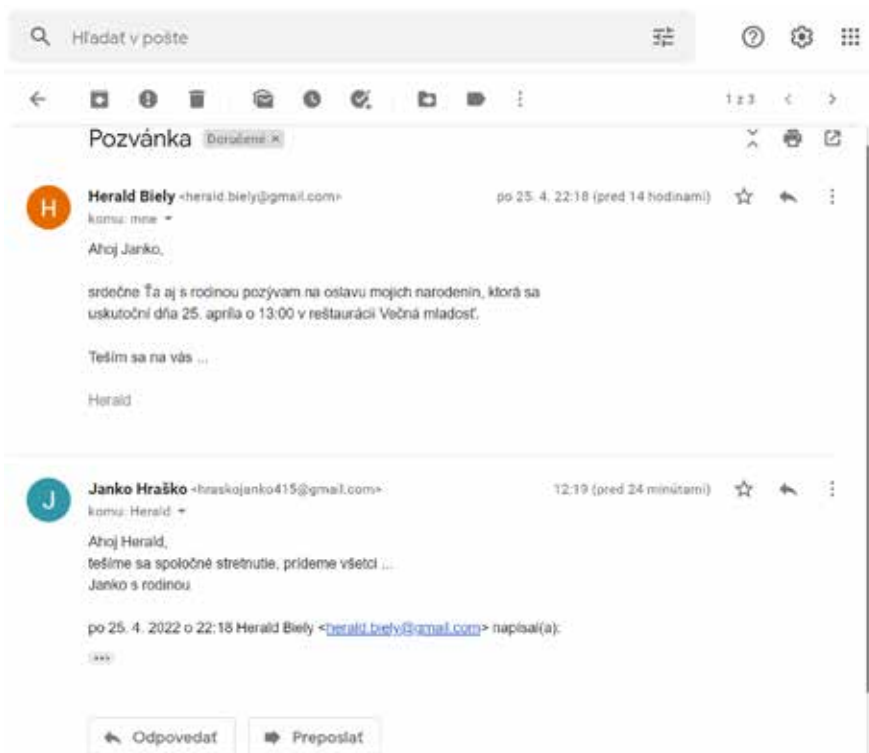 Hľadať v pošte
1 z 3
Pozvánka Doručené ×
H
Herald Biely <herald.biely@gmail.com> po 25. 4. 22:18 (pred 14 hodinami)
komu: mne
Ahoj Janko,
srdečne Ťa aj s rodinou pozývam na oslavu mojich narodenín, ktorá sa
uskutoční dňa 25. apríla o 13:00 v reštaurácii Večná mladosť.
Teším sa na vás ...
Herald
J
Janko Hraško <hraskojanko415@gmail.com> 12:19 (pred 24 minútami)
komu: Herald
Ahoj Herald,
tešíme sa spoločné stretnutie, prídeme všetci ...
Janko s rodinou
po 25. 4. 2022 o 22:18 Herald Biely <herald.biely@gmail.com> napísal(a):
Odpovedať Preposlať